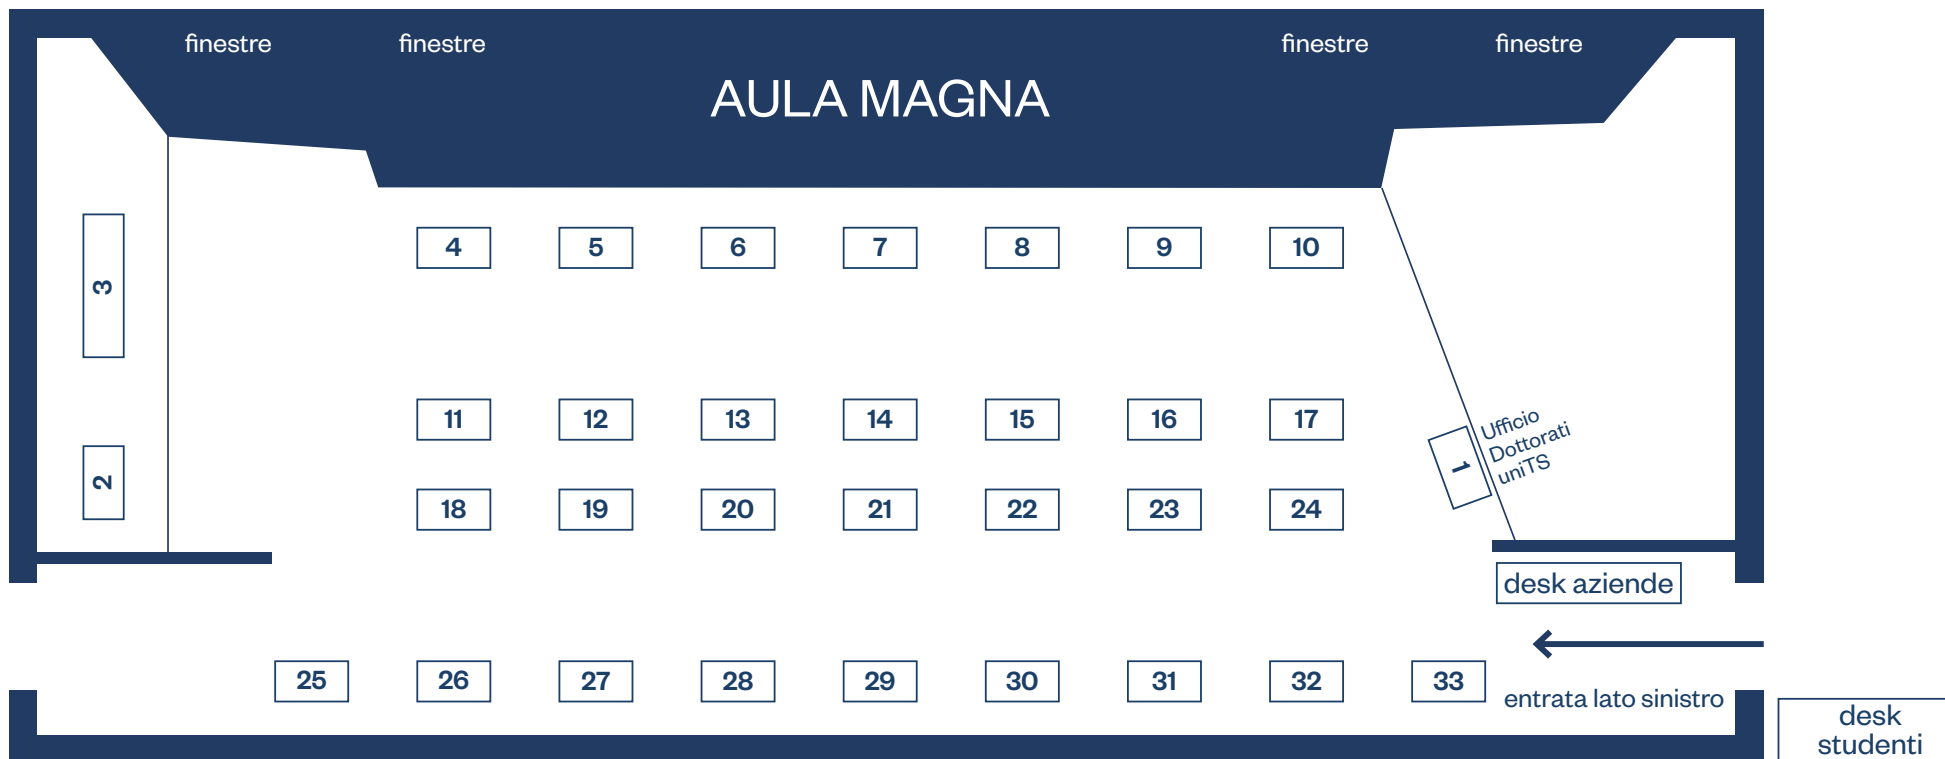 finestre
finestre
finestre
finestre
AULA MAGNA
3
4
5
6
7
8
9
10
11
12
13
14
15
16
17
Ufficio
Dottorati
uniTS
1
2
18
19
20
21
22
23
24
desk aziende
25
26
27
28
29
30
31
32
33
entrata lato sinistro
desk
studenti